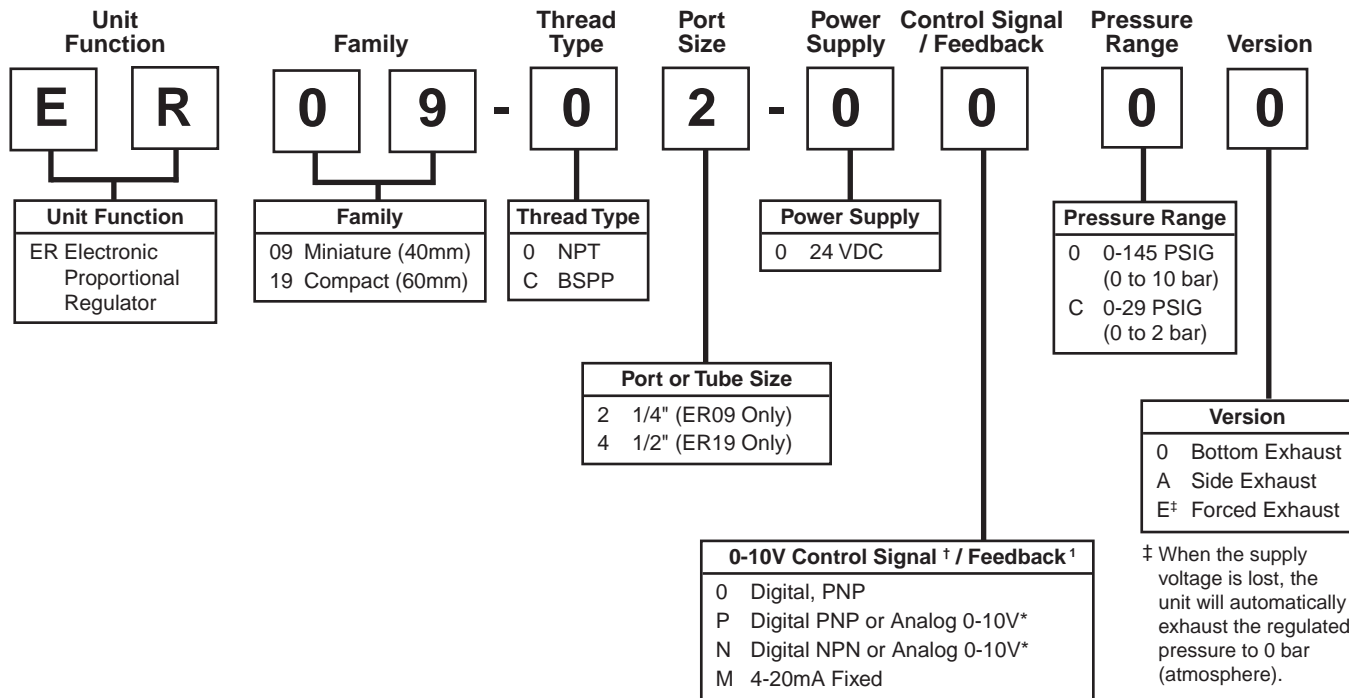 Unit
Function
Family
Thread
Type
Port
Size
Power
Supply
Control Signal
/ Feedback
Pressure
Range
Version
E R 0 9 - 0 2 - 0 0 0 0
Unit Function
ER Electronic
Proportional
Regulator
Family
09 Miniature (40mm)
19 Compact (60mm)
Thread Type
0 NPT
C BSPP
Power Supply
0 24 VDC
Pressure Range
0 0-145 PSIG
(0 to 10 bar)
C 0-29 PSIG
(0 to 2 bar)
Port or Tube Size
2 1/4" (ER09 Only)
4 1/2" (ER19 Only)
Version
0 Bottom Exhaust
A Side Exhaust
E‡ Forced Exhaust
‡ When the supply
voltage is lost, the
unit will automatically
exhaust the regulated
pressure to 0 bar
(atmosphere).
0-10V Control Signal † / Feedback ¹
0 Digital, PNP
P Digital PNP or Analog 0-10V*
N Digital NPN or Analog 0-10V*
M 4-20mA Fixed